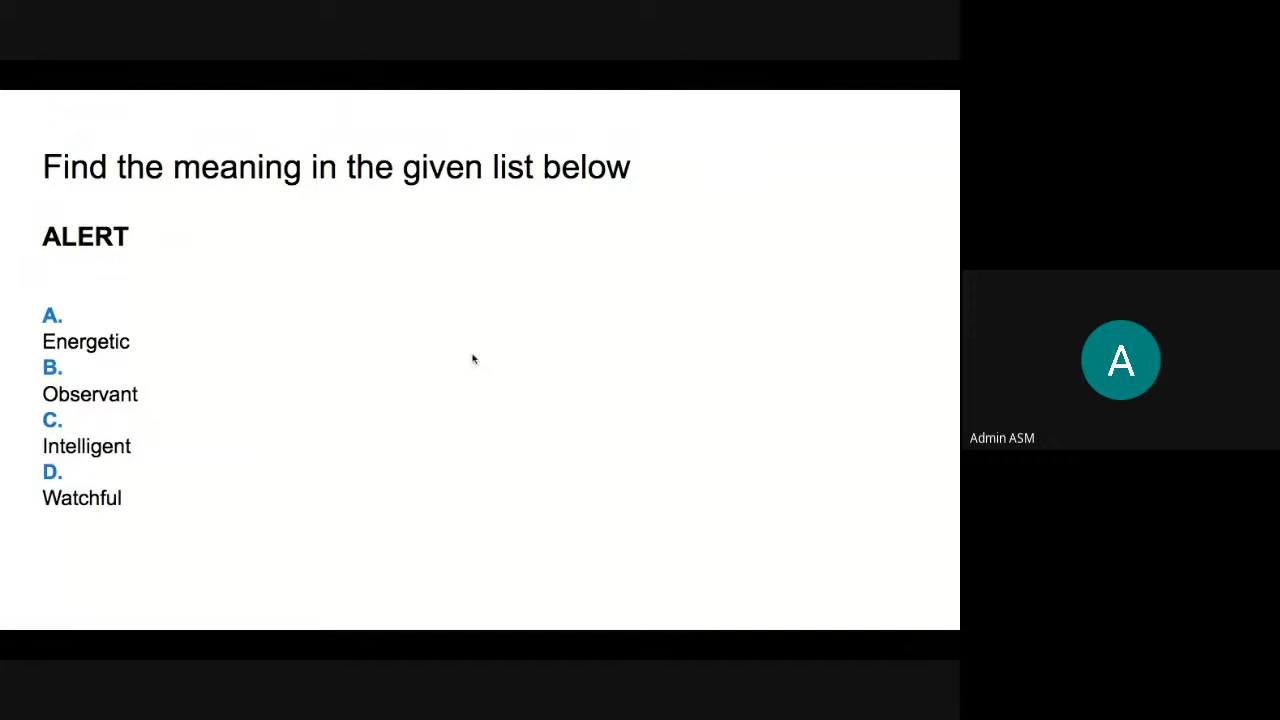 Find the meaning in the given list below
ALERT
A.
Energetic
B.
Observant
C.
Intelligent
D.
Watchful
A
Admin ASM